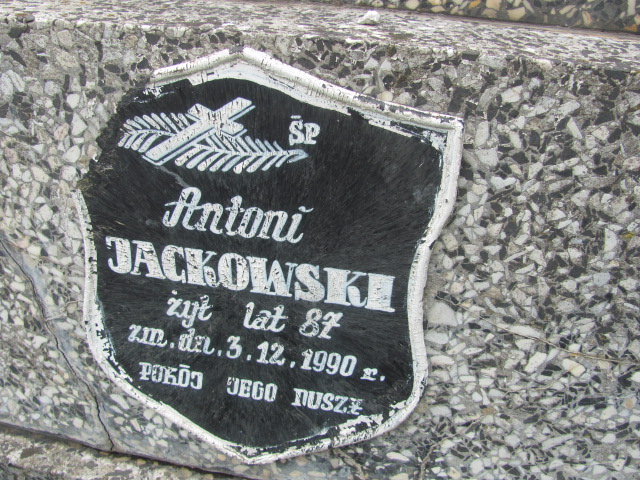 ŚP
Antoni
JACKOWSKI
żył lat 87
zm. dn. 3.12.1990 r.
POKÓJ JEGO DUSZY